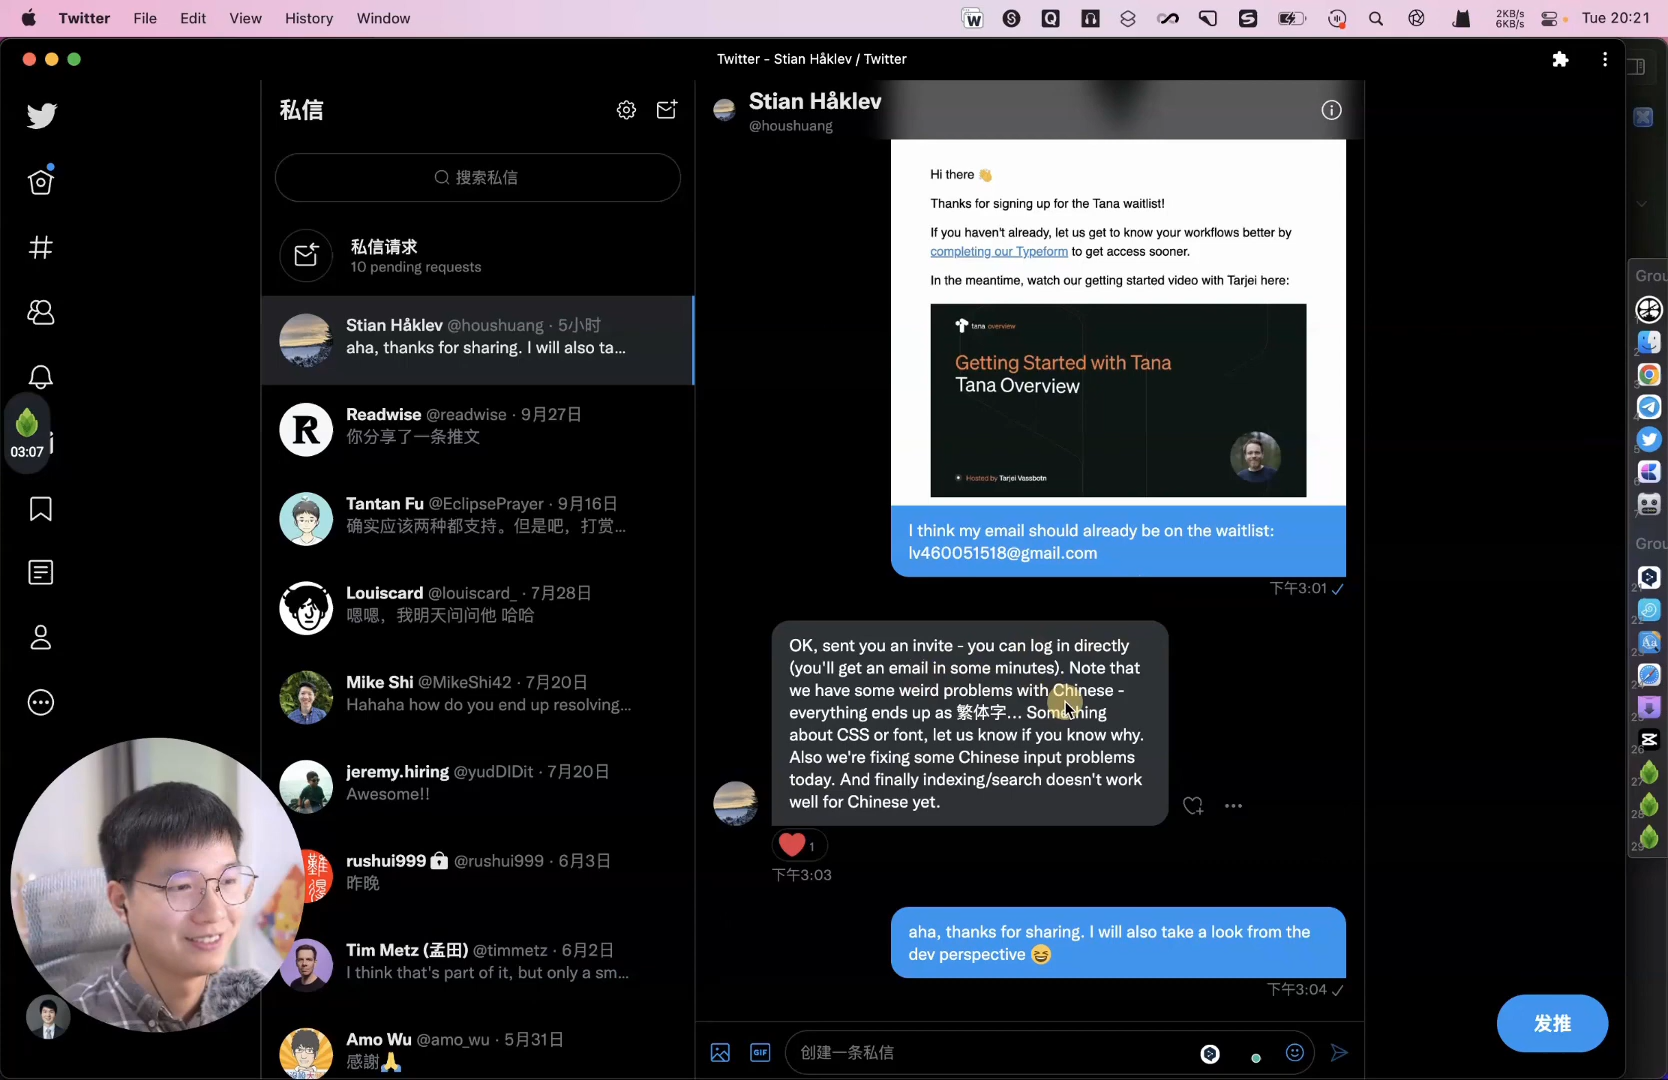 Twitter File Edit View History Window
2KB/s
6KB/s
Tue 20:21
Twitter - Stian Håklev / Twitter
私信
搜索私信
私信请求
10 pending requests
Stian Håklev @houshuang · 5小时
aha, thanks for sharing. I will also ta...
Readwise @readwise · 9月27日
你分享了一条推文
Tantan Fu @EclipsePrayer · 9月16日
确实应该两种都支持。但是吧，打赏...
Louiscard @louiscard_ · 7月28日
嗯嗯，我明天问问他 哈哈
Mike Shi @MikeShi42 · 7月20日
Hahaha how do you end up resolving...
jeremy.hiring @yudDIDit · 7月20日
Awesome!!
rushui999 @rushui999 · 6月3日
昨晚
Tim Metz (孟田) @timmetz · 6月2日
I think that's part of it, but only a sm...
Amo Wu @amo_wu · 5月31日
感謝🙏
03:07
Stian Håklev
@houshuang
Hi there 👋
Thanks for signing up for the Tana waitlist!
If you haven't already, let us get to know your workflows better by
completing our Typeform to get access sooner.
In the meantime, watch our getting started video with Tarjei here:
tana overview
Getting Started with Tana
Tana Overview
Hosted by Tarjei Vassbotn
I think my email should already be on the waitlist:
lv460051518@gmail.com
下午3:01
OK, sent you an invite - you can log in directly
(you'll get an email in some minutes). Note that
we have some weird problems with Chinese -
everything ends up as 繁体字... Something
about CSS or font, let us know if you know why.
Also we're fixing some Chinese input problems
today. And finally indexing/search doesn't work
well for Chinese yet.
❤️ 1
下午3:03
aha, thanks for sharing. I will also take a look from the
dev perspective 😆
下午3:04
GIF
创建一条私信
发推
Grou
Grou